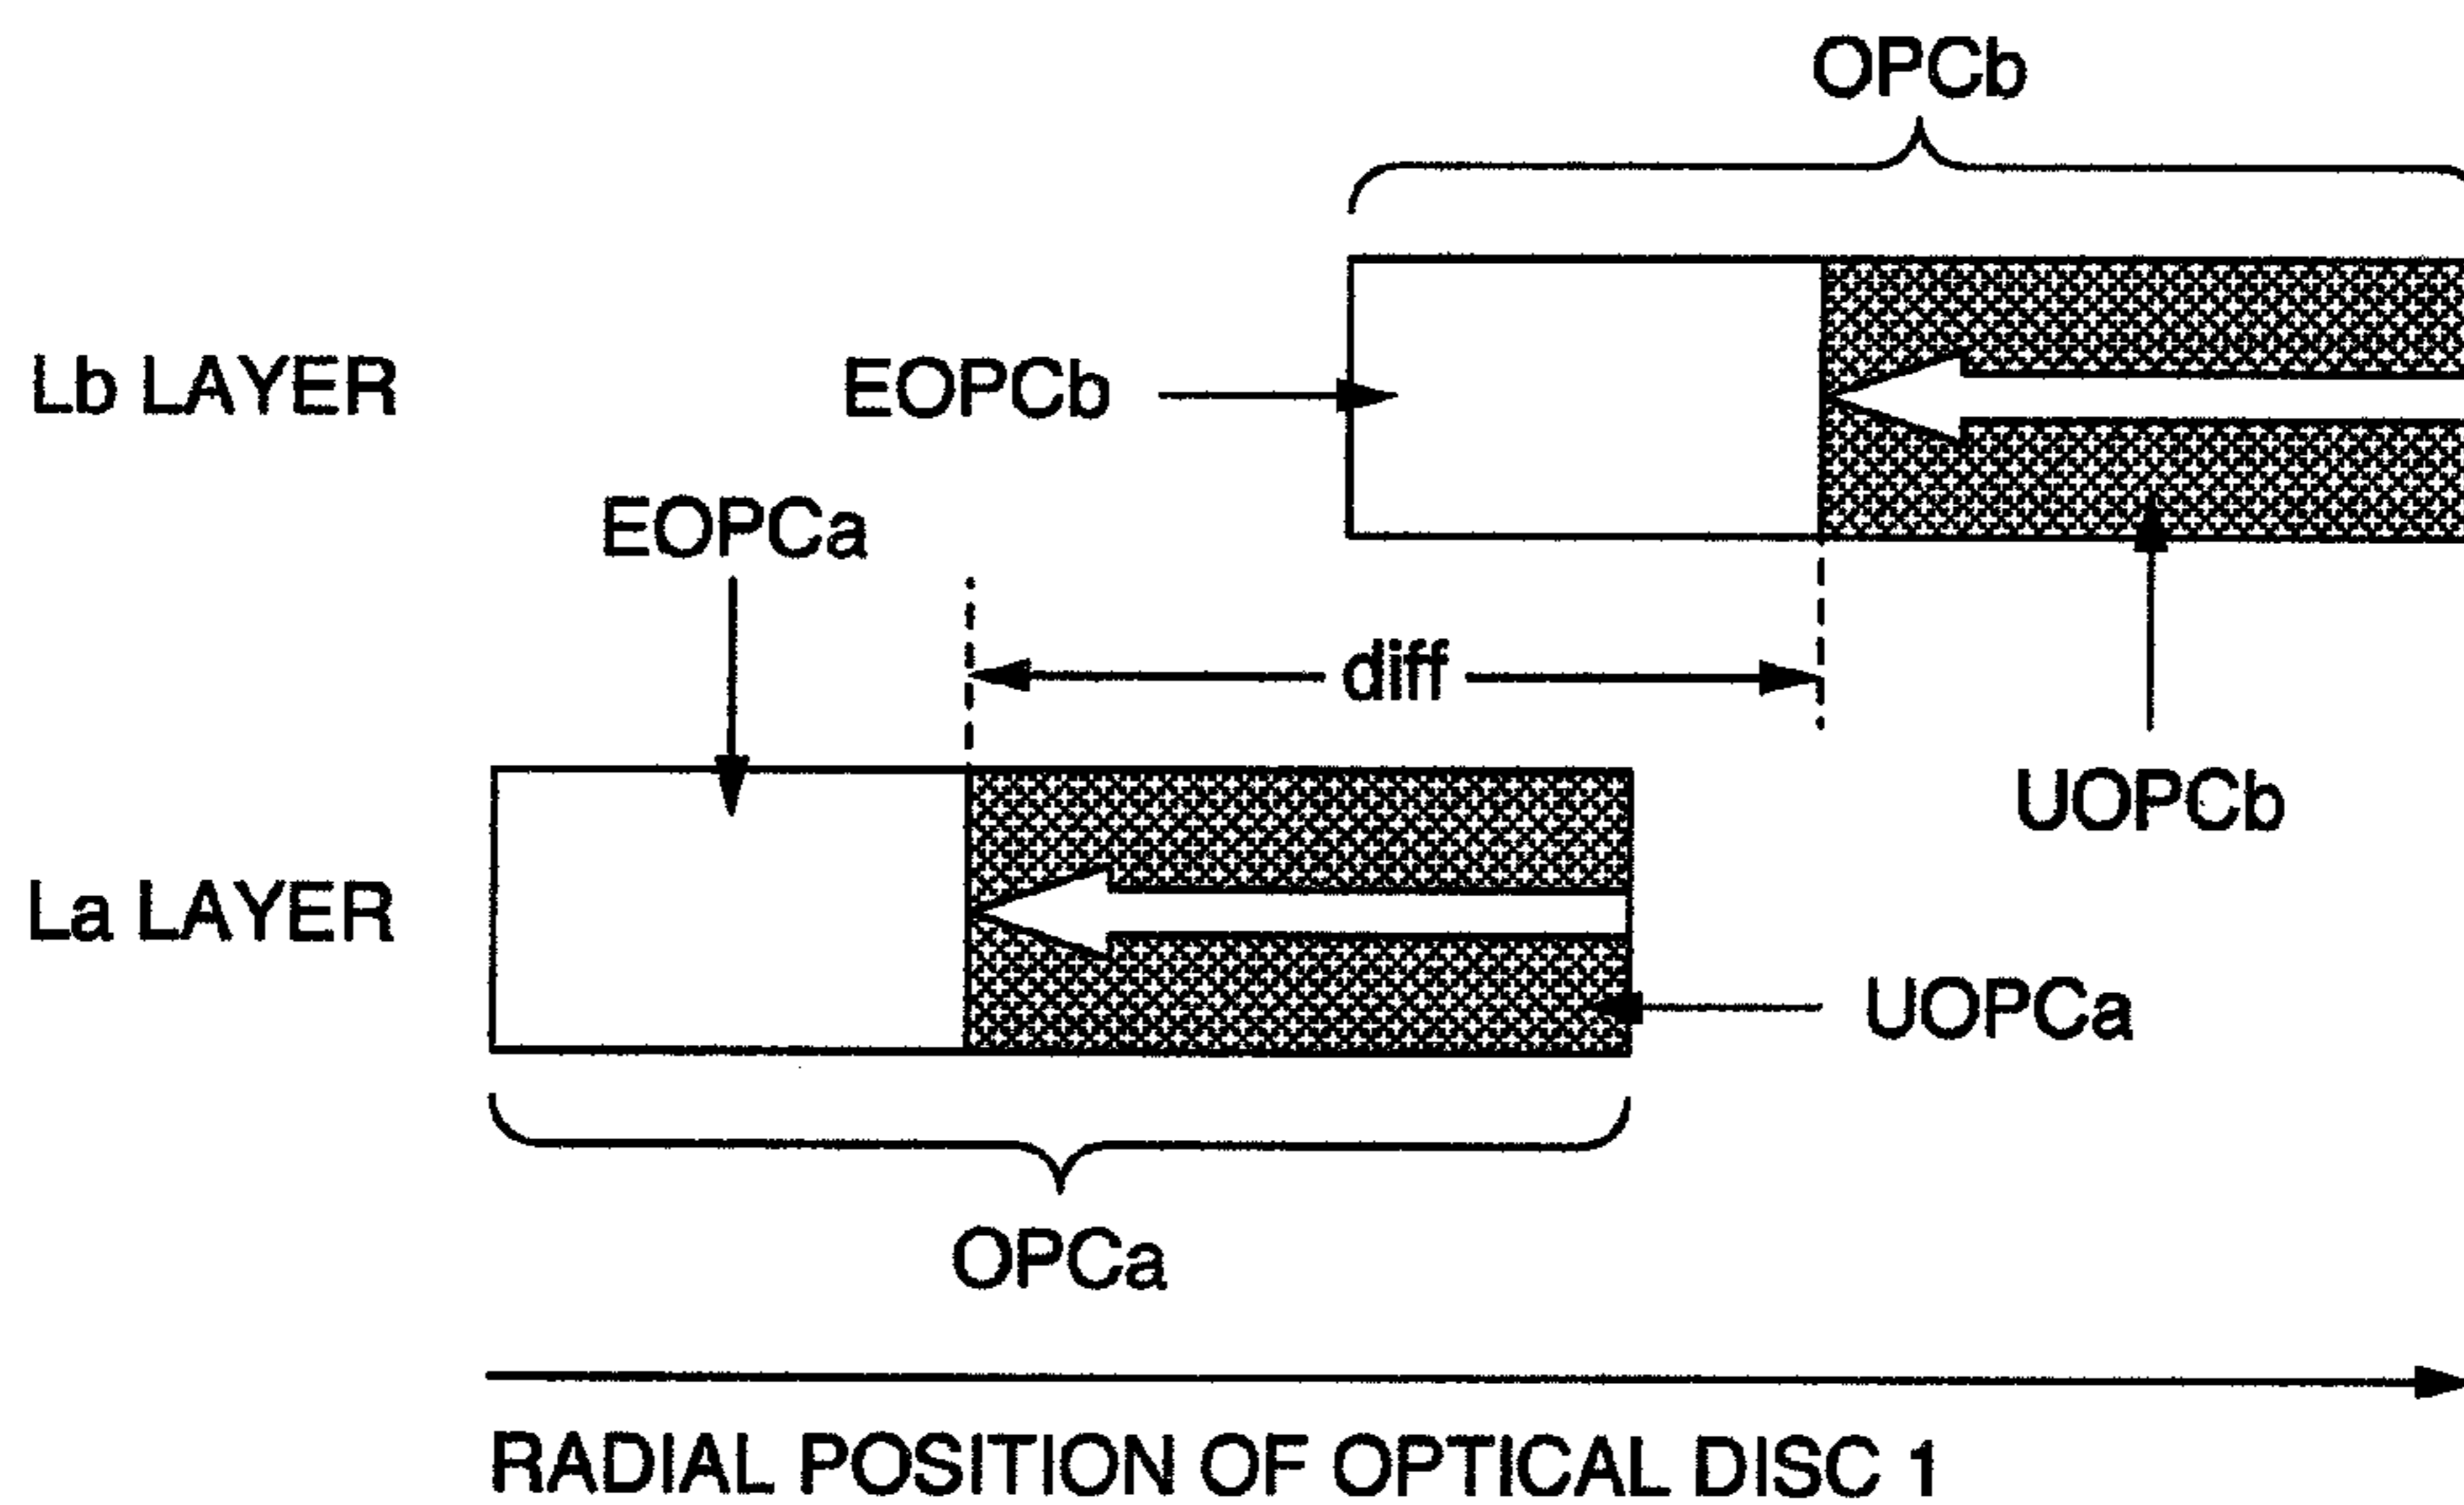 OPCb
Lb LAYER
EOPCb
EOPCa
diff
UOPCb
La LAYER
UOPCa
OPCa
RADIAL POSITION OF OPTICAL DISC 1